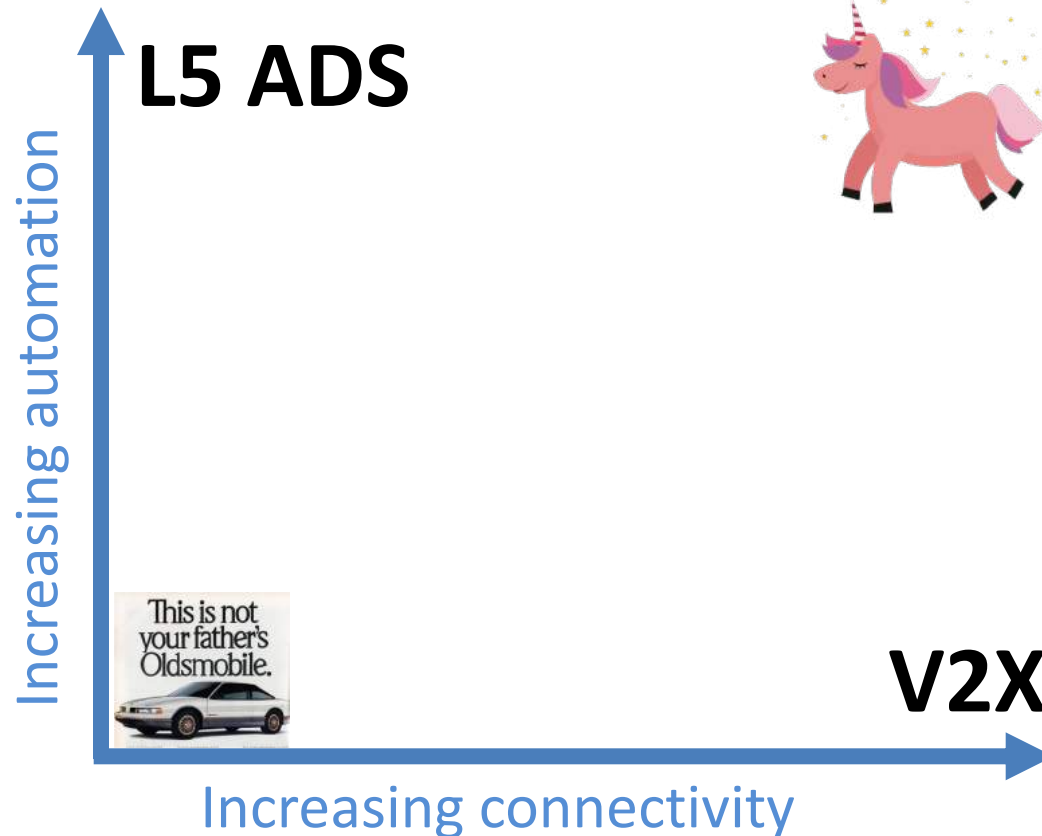 L5 ADS
Increasing automation
This is not
your father's
Oldsmobile.
V2X
Increasing connectivity